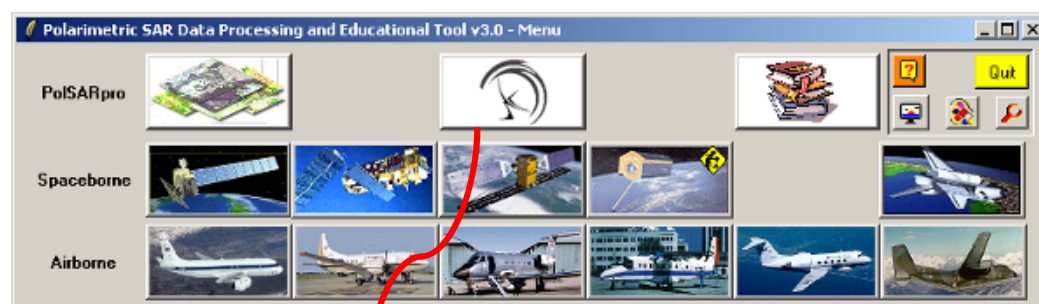 Polarimetric SAR Data Processing and Educational Tool v3.0 - Menu
PolSARpro
?
Quit
Spaceborne
Airborne